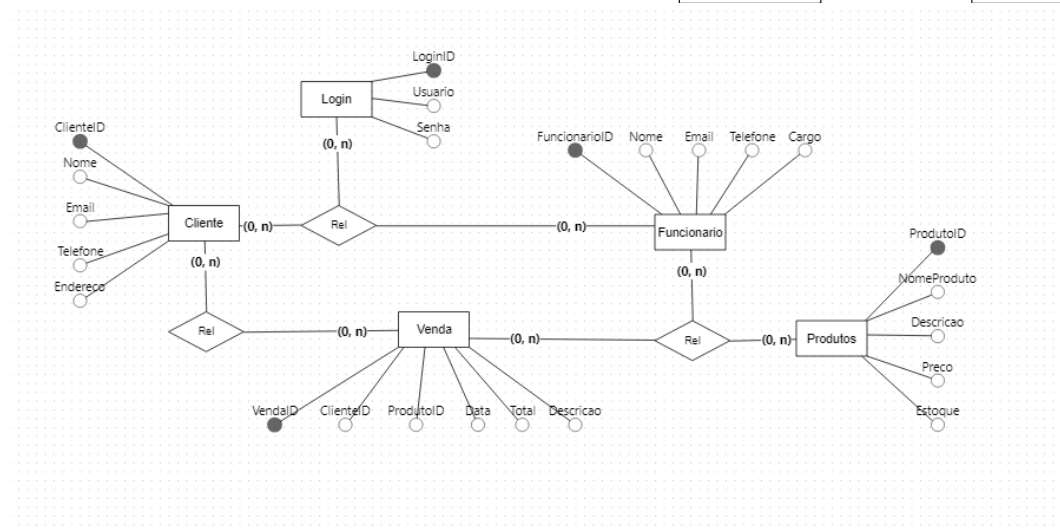 LoginID
Login
Usuario
Senha
(0, n)
ClienteID
Nome
Email
Telefone
Endereco
Cliente
(0, n)
Rel
(0, n)
FuncionarioID
Nome
Email
Telefone
Cargo
Funcionario
(0, n)
(0, n)
Rel
(0, n)
Venda
(0, n)
Rel
(0, n)
Produtos
ProdutoID
NomeProduto
Descricao
Preco
Estoque
VendaID
ClienteID
ProdutoID
Data
Total
Descricao